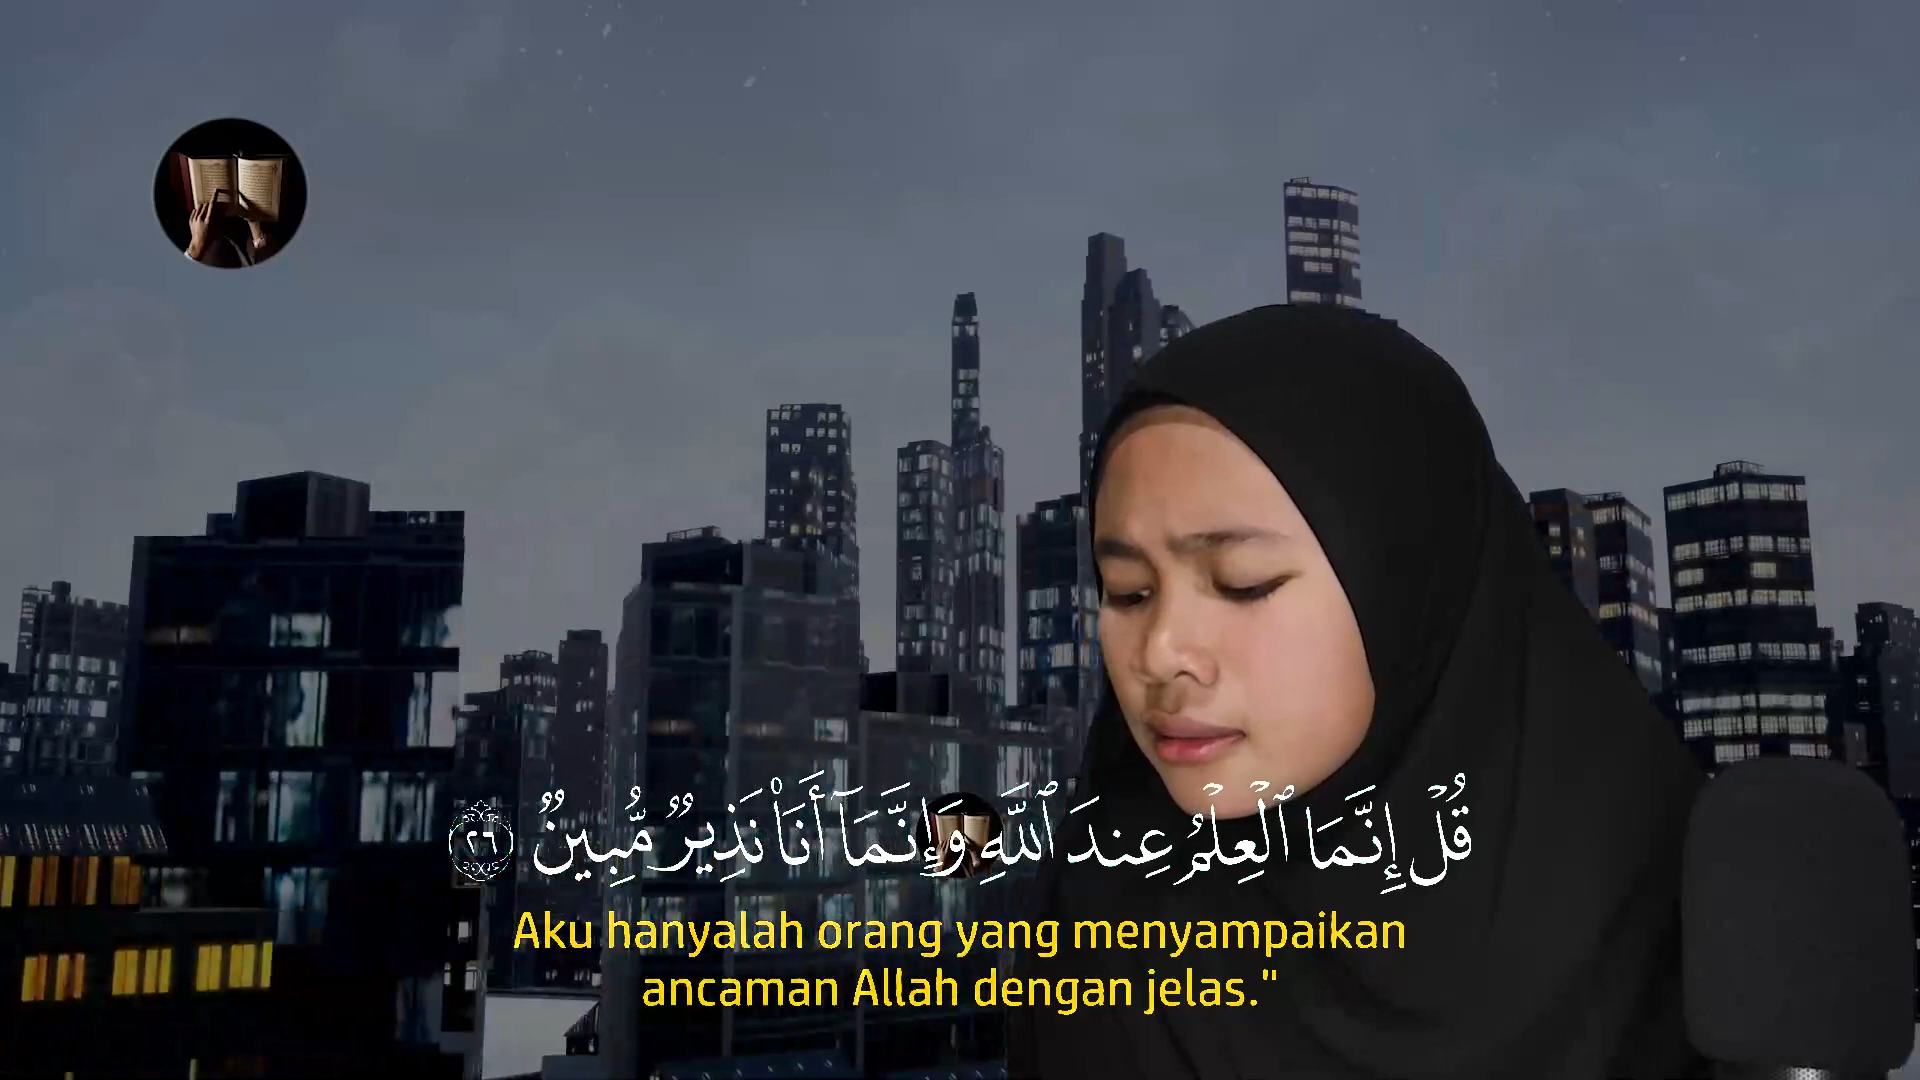 قُلْ إِنَّمَا ٱلْعِلْمُ عِندَ ٱللَّهِ وَإِنَّمَآ أَنَا۠ نَذِيرٌ مُّبِينٌ ٢٦
Aku hanyalah orang yang menyampaikan
ancaman Allah dengan jelas."